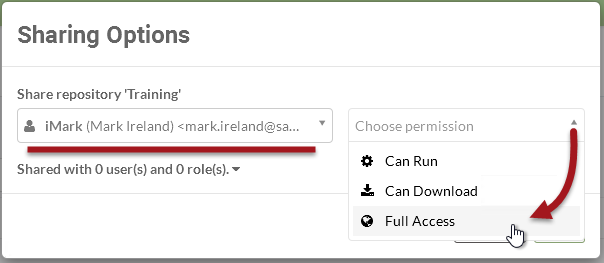 Sharing Options
Share repository 'Training'
iMark (Mark Ireland) <mark.ireland@sa...
Choose permission
Can Run
Can Download
Full Access
Shared with 0 user(s) and 0 role(s).